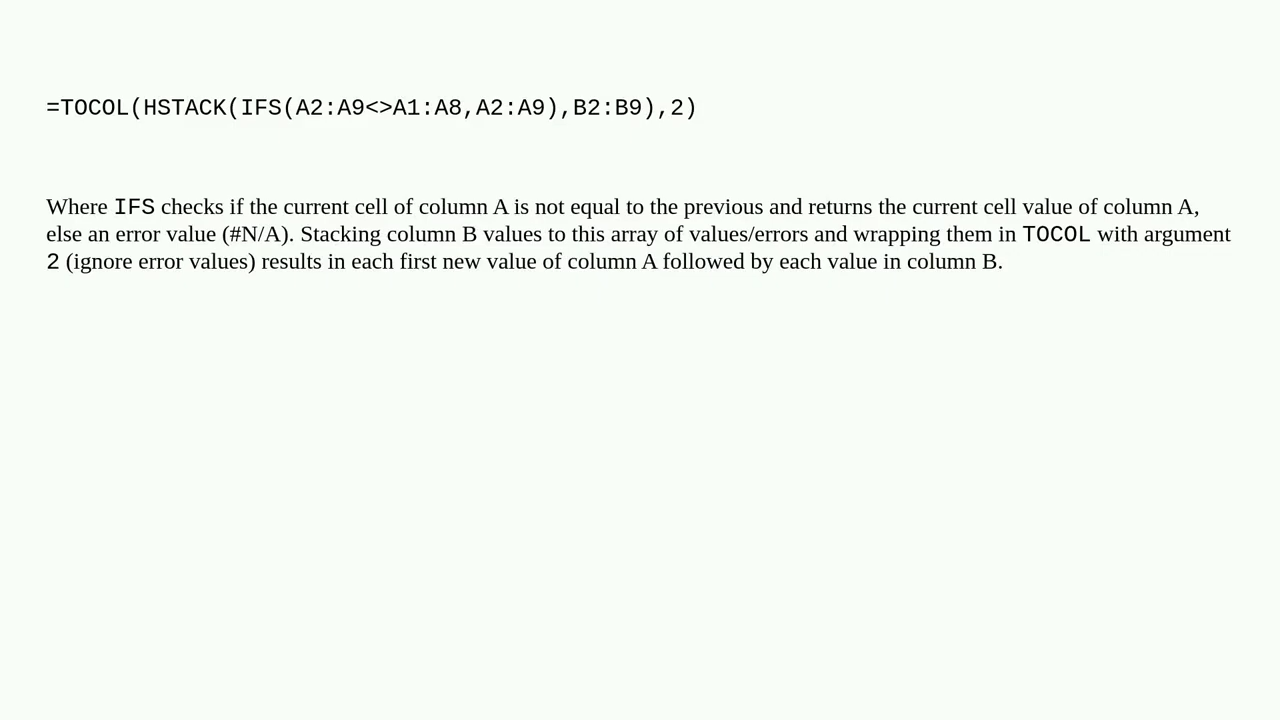 =TOCOL(HSTACK(IFS(A2:A9<>A1:A8,A2:A9),B2:B9),2)
Where IFS checks if the current cell of column A is not equal to the previous and returns the current cell value of column A,
else an error value (#N/A). Stacking column B values to this array of values/errors and wrapping them in TOCOL with argument
2 (ignore error values) results in each first new value of column A followed by each value in column B.